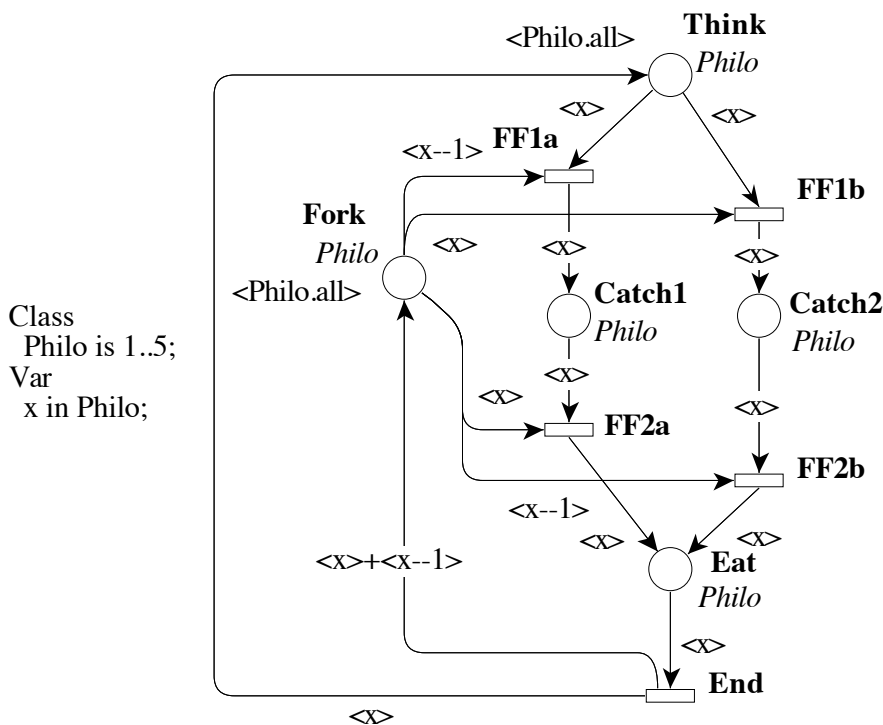 Think
<Philo.all>
Philo
<x>
<x>
FF1a
<x--1>
FF1b
Fork
Philo
<x>
<x>
<x>
<Philo.all>
Catch1
Philo
Catch2
Philo
Class
Philo is 1..5;
Var
x in Philo;
<x>
<x>
<x>
FF2a
FF2b
<x--1>
<x>
<x>
Eat
Philo
<x>+<x--1>
<x>
End
<x>